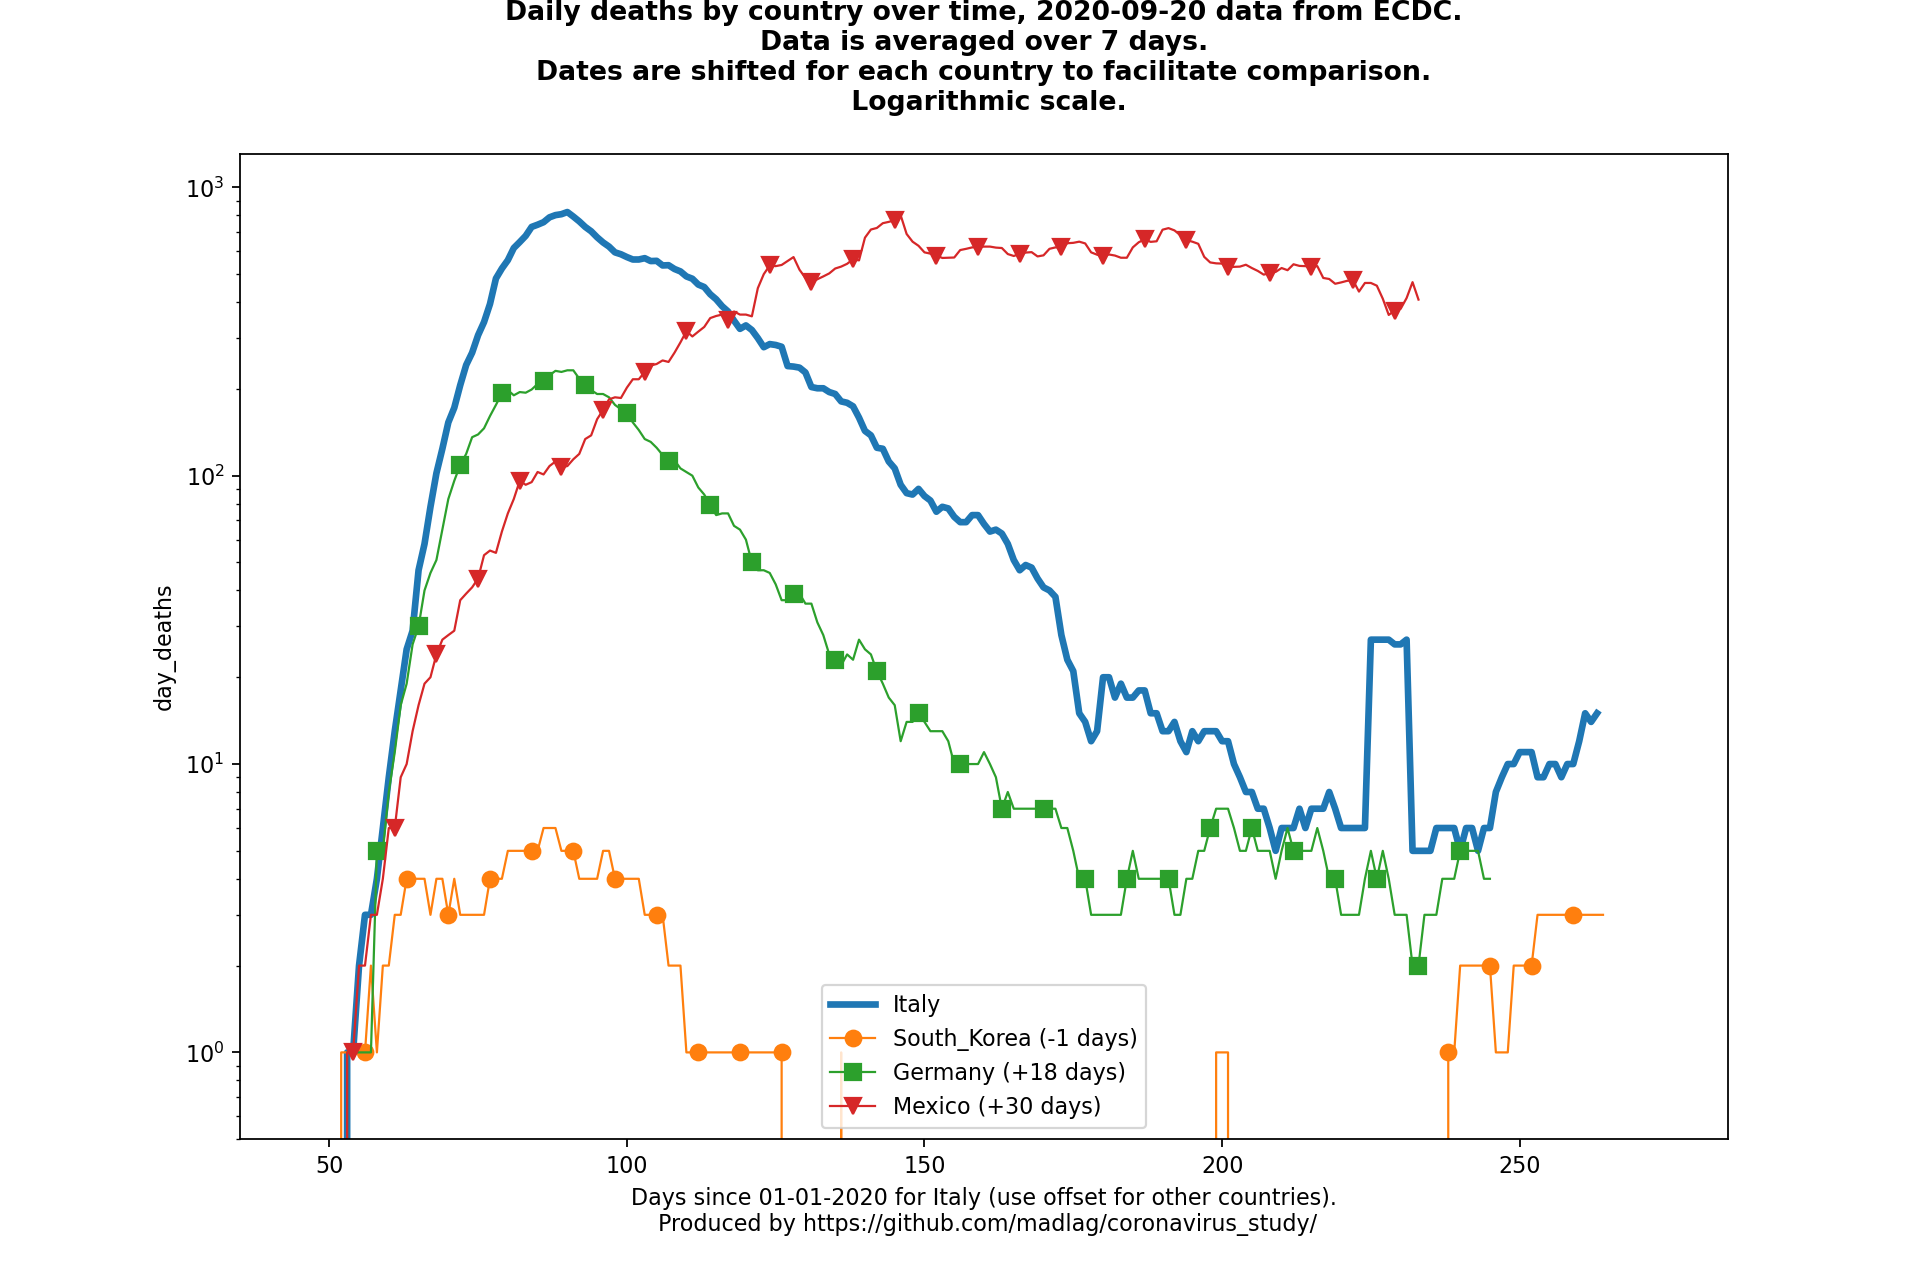 Daily deaths by country over time, 2020-09-20 data from ECDC.
Data is averaged over 7 days.
Dates are shifted for each country to facilitate comparison.
Logarithmic scale.
10³
10²
10¹
10⁰
day_deaths
Italy
South_Korea (-1 days)
Germany (+18 days)
Mexico (+30 days)
50 100 150 200 250
Days since 01-01-2020 for Italy (use offset for other countries).
Produced by https://github.com/madlag/coronavirus_study/